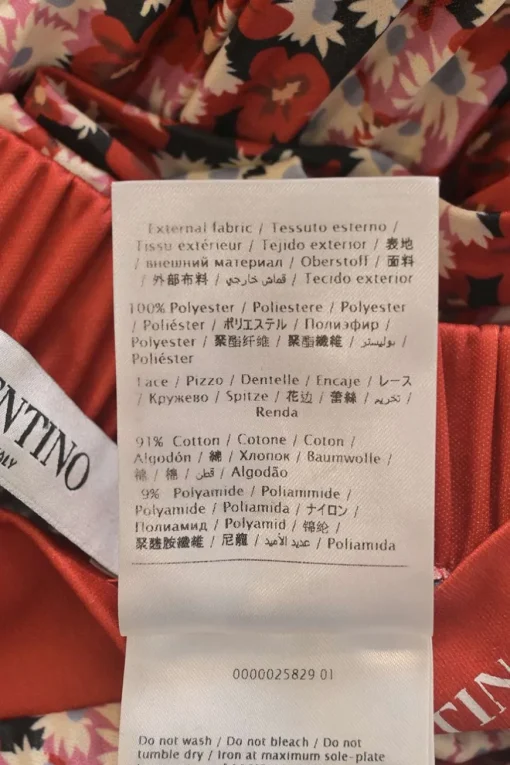 External fabric / Tessuto esterno /
Tissu extérieur / Tejido exterior / 表地
/ внешний материал / Oberstoff / 面料
/ 外部布料 / قماش خارجي / Tecido exterior
100% Polyester / Poliestere / Polyester
/ Poliéster / ポリエステル / Полиэфир /
Polyester / 聚酯纤维 / 聚酯纖維 / بوليستر /
Poliéster
Lace / Pizzo / Dentelle / Encaje / レース
/ Кружево / Spitze / 花边 / 蕾絲 / تخريم /
Renda
91% Cotton / Cotone / Coton /
Algodón / 綿 / Хлопок / Baumwolle /
棉 / 棉 / قطن / Algodão
9% Polyamide / Poliammide /
Polyamide / Poliamida / ナイロン /
Полиамид / Polyamid / 锦纶 /
聚醯胺纖維 / 尼龍 / عديد الأميد / Poliamida
0000025829 01
Do not wash / Do not bleach / Do not
tumble dry / Iron at maximum sole-plate
ENTINO
ALY
TIN